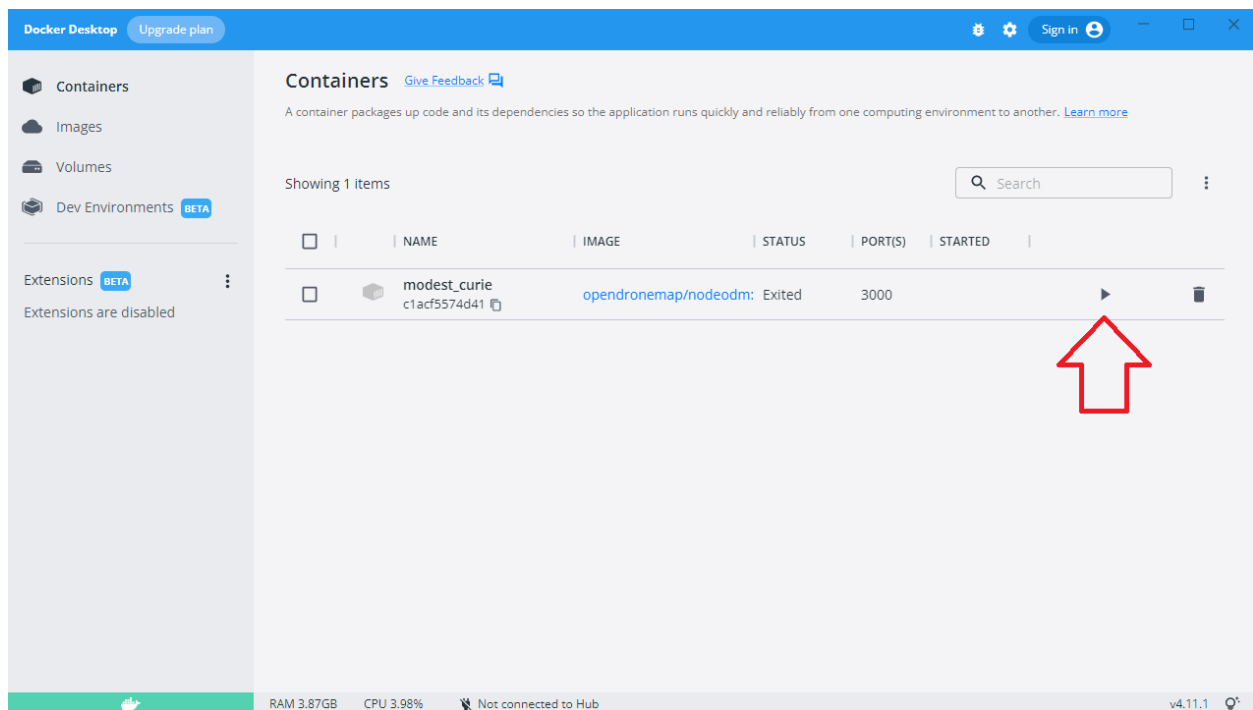 Docker Desktop Upgrade plan Sign in
Containers
Images
Volumes
Dev Environments BETA
Extensions BETA
Extensions are disabled
Containers Give Feedback
A container packages up code and its dependencies so the application runs quickly and reliably from one computing environment to another. Learn more
Showing 1 items Search
NAME IMAGE STATUS PORT(S) STARTED
modest_curie
c1acf5574d41 opendronemap/nodeodm: Exited 3000
RAM 3.87GB CPU 3.98% Not connected to Hub v4.11.1